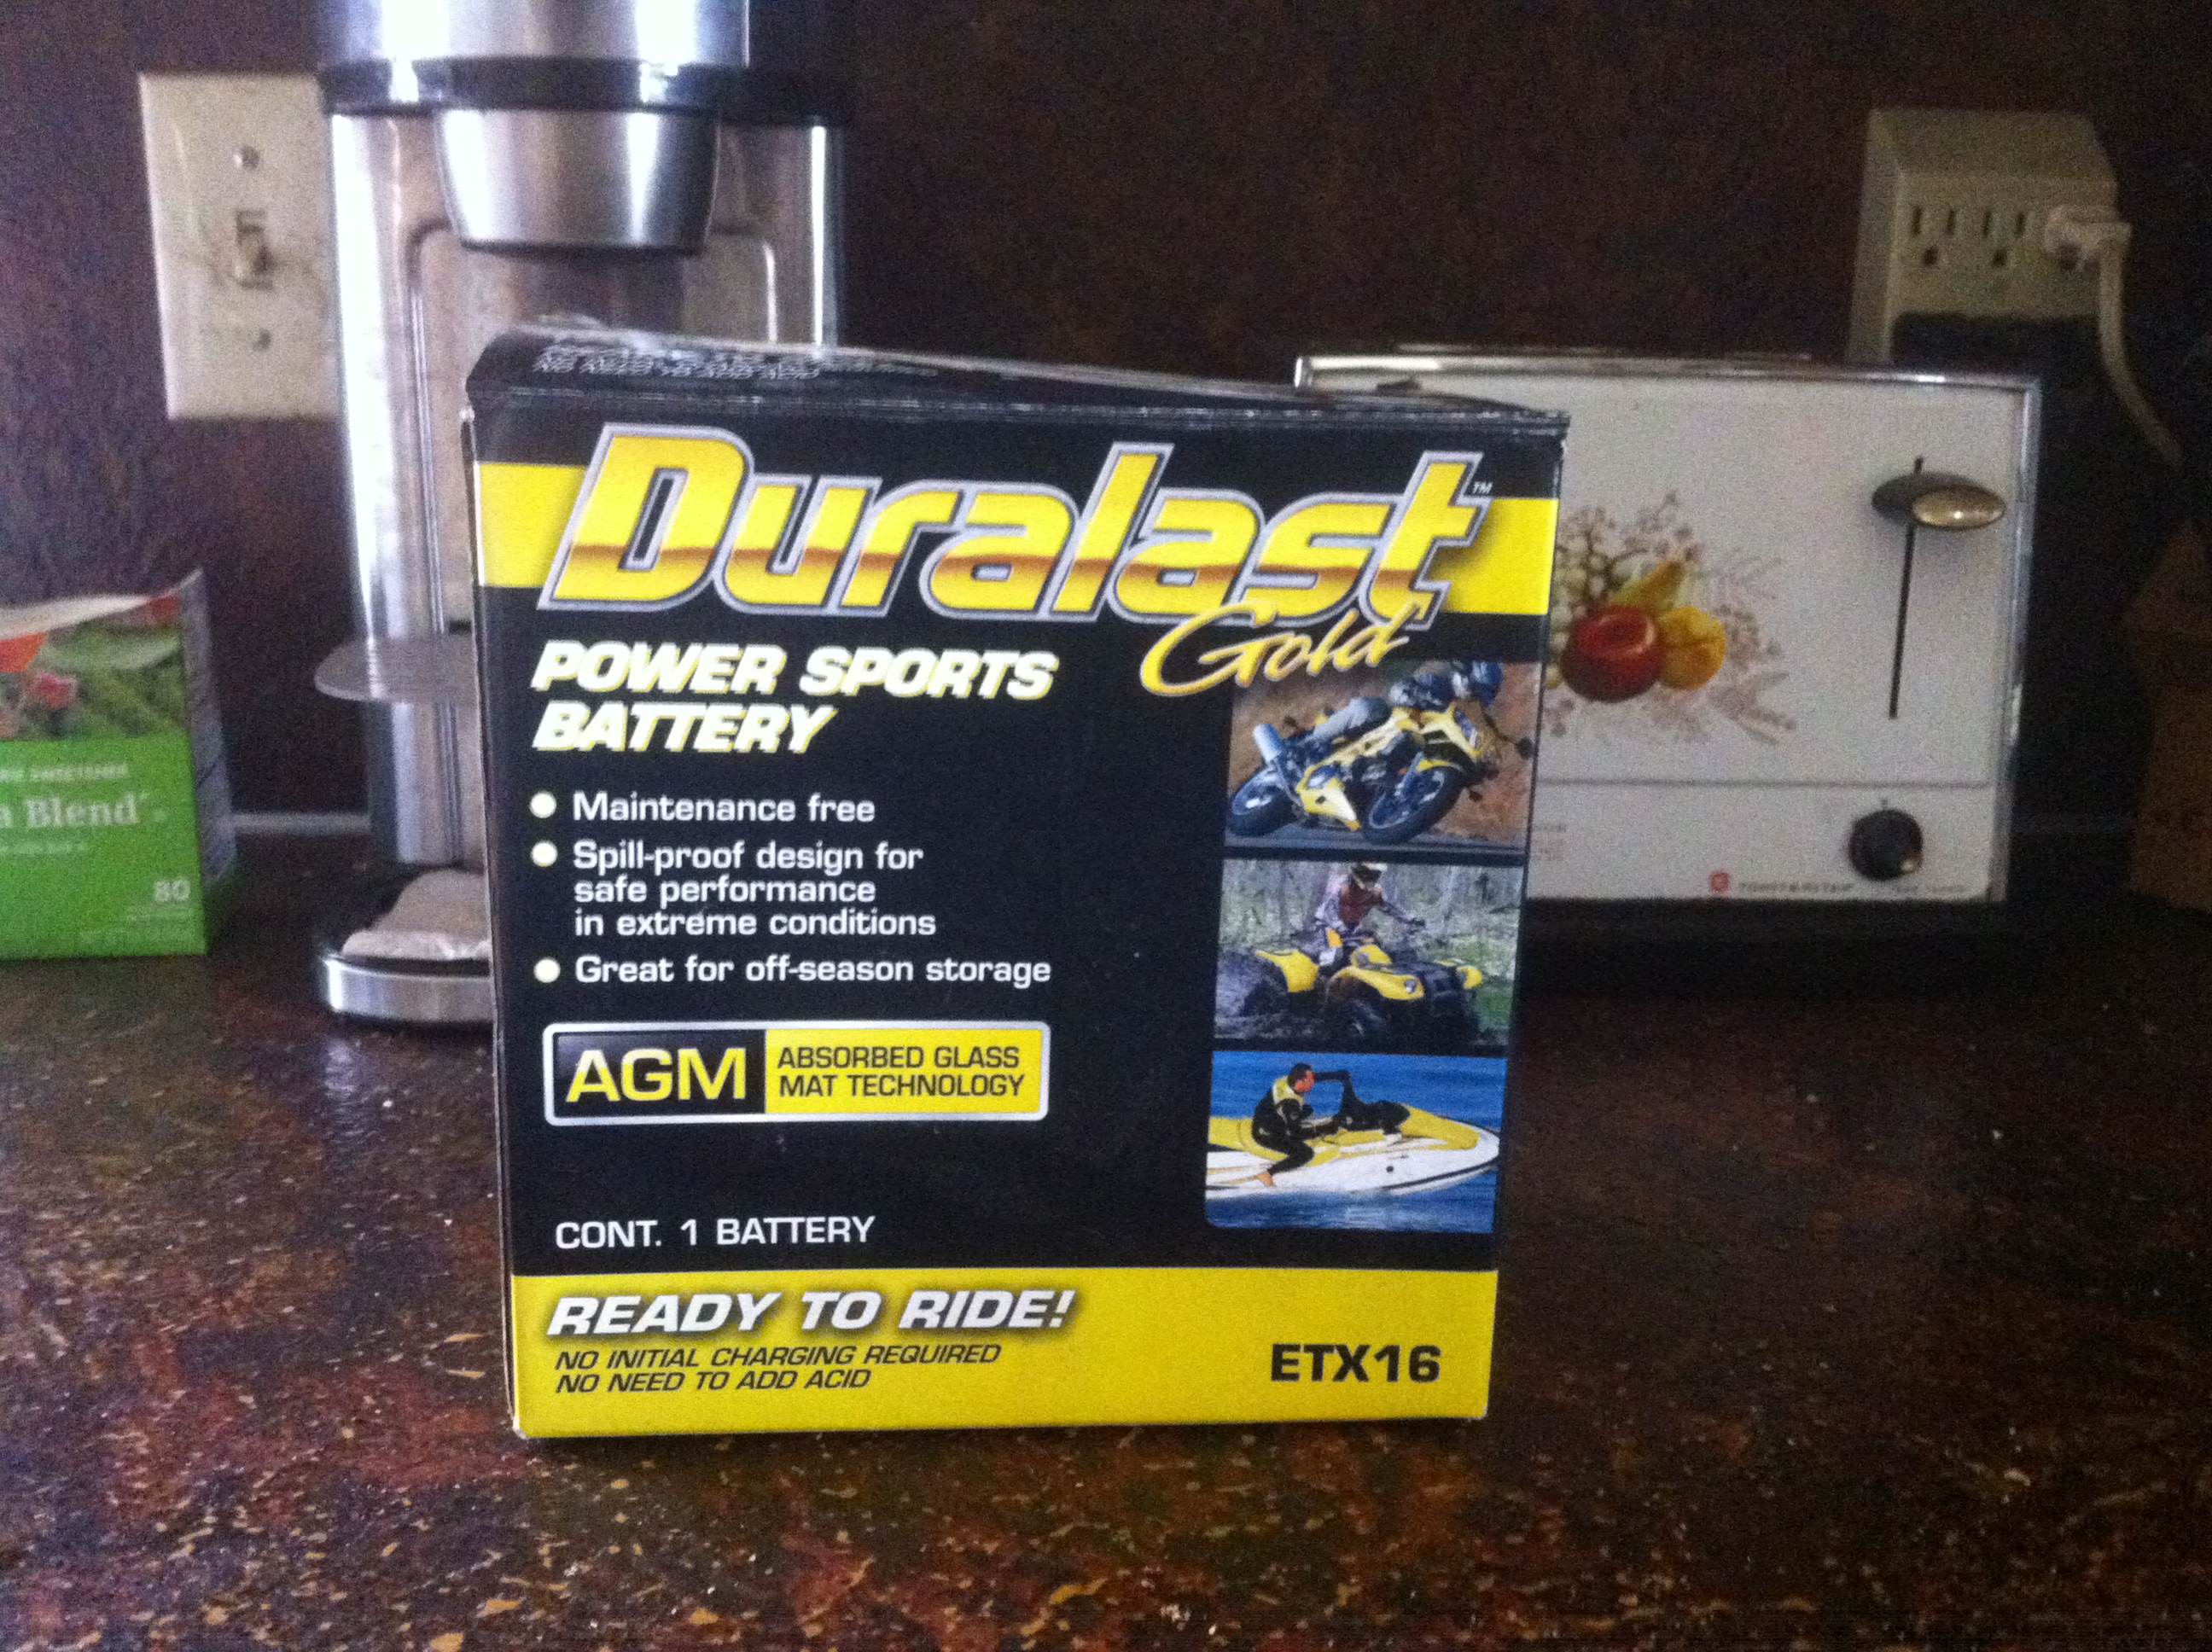 Duralast™
Gold
POWER SPORTS
BATTERY
Maintenance free
Spill-proof design for
safe performance
in extreme conditions
Great for off-season storage
AGM
ABSORBED GLASS
MAT TECHNOLOGY
CONT. 1 BATTERY
READY TO RIDE!
NO INITIAL CHARGING REQUIRED
NO NEED TO ADD ACID
ETX16
SWEETENER
Blend
80